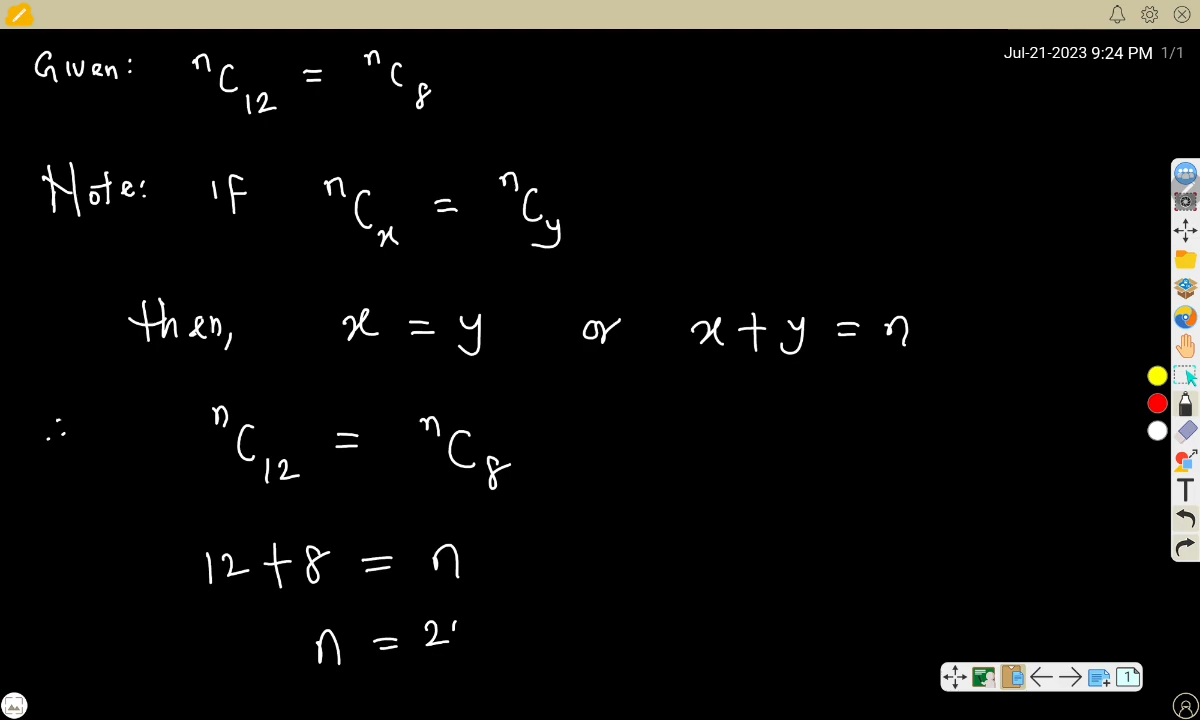 Jul-21-2023 9:24 PM 1/1
Given: ⁿC₁₂ = ⁿC₈
Note: if ⁿCₓ = ⁿCᵧ
then, x = y or x + y = n
∴ ⁿC₁₂ = ⁿC₈
12 + 8 = n
n = 2
T
1